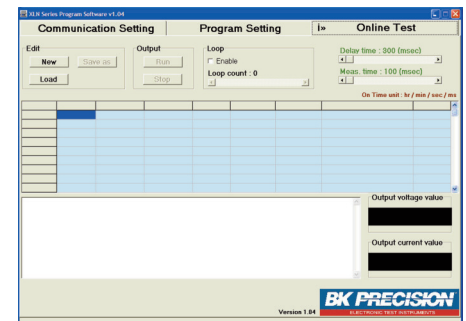 XLN Series Program Software v1.04
Communication Setting
Program Setting
i»
Online Test
Edit
New
Save as
Load
Output
Run
Stop
Loop
Enable
Loop count : 0
Delay time : 800 (msec)
Meas. time : 100 (msec)
On Time unit : hr / min / sec / ms
Output voltage value
Output current value
Version 1.04
BK PRECISION
ELECTRONIC TEST INSTRUMENTS